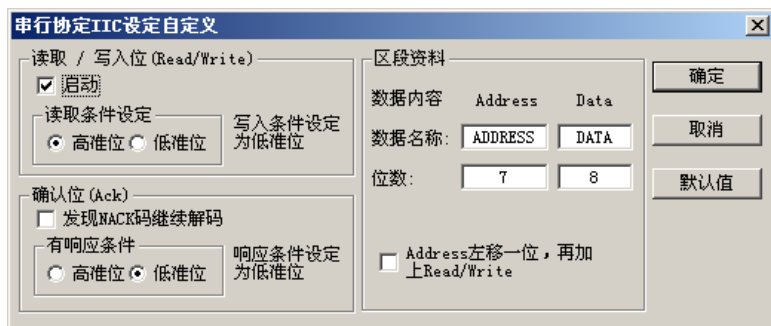 串行协定IIC设定自定义
读取 / 写入位(Read/Write)
启动
读取条件设定
高准位 低准位
写入条件设定
为低准位
确认位(Ack)
发现NACK码继续解码
有响应条件
高准位 低准位
响应条件设定
为低准位
区段资料
数据内容 Address Data
数据名称: ADDRESS DATA
位数: 7 8
Address左移一位，再加
上Read/Write
确定
取消
默认值